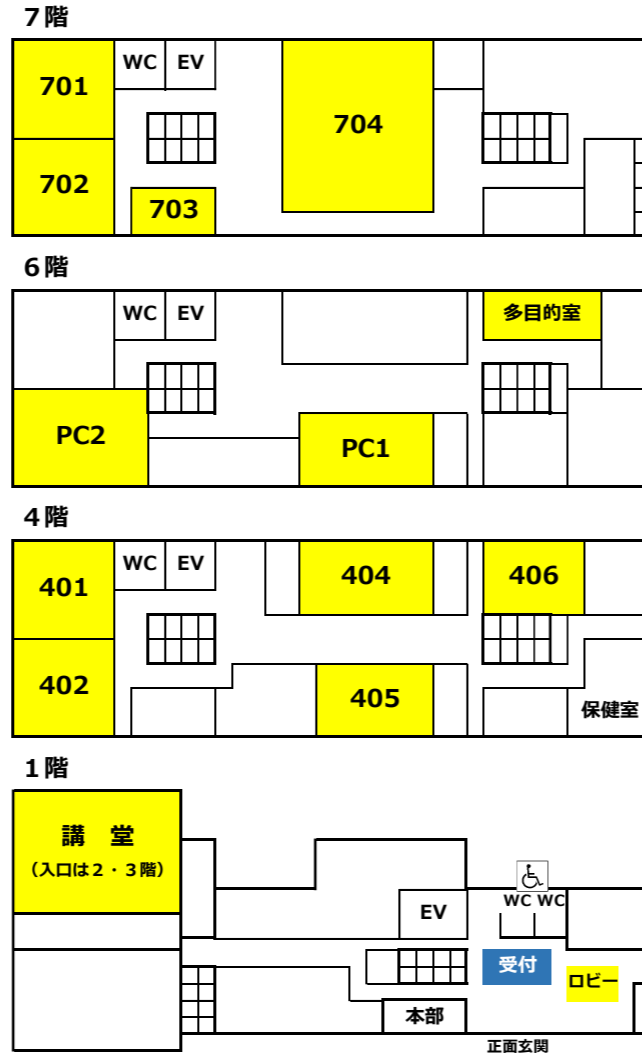 7階
WC EV
701
704
702
703
6階
WC EV
多目的室
PC2
PC1
4階
WC EV
401
404
406
402
405
保健室
1階
講 堂
（入口は２・３階）
WC WC
EV
受付
ロビー
本部
正面玄関